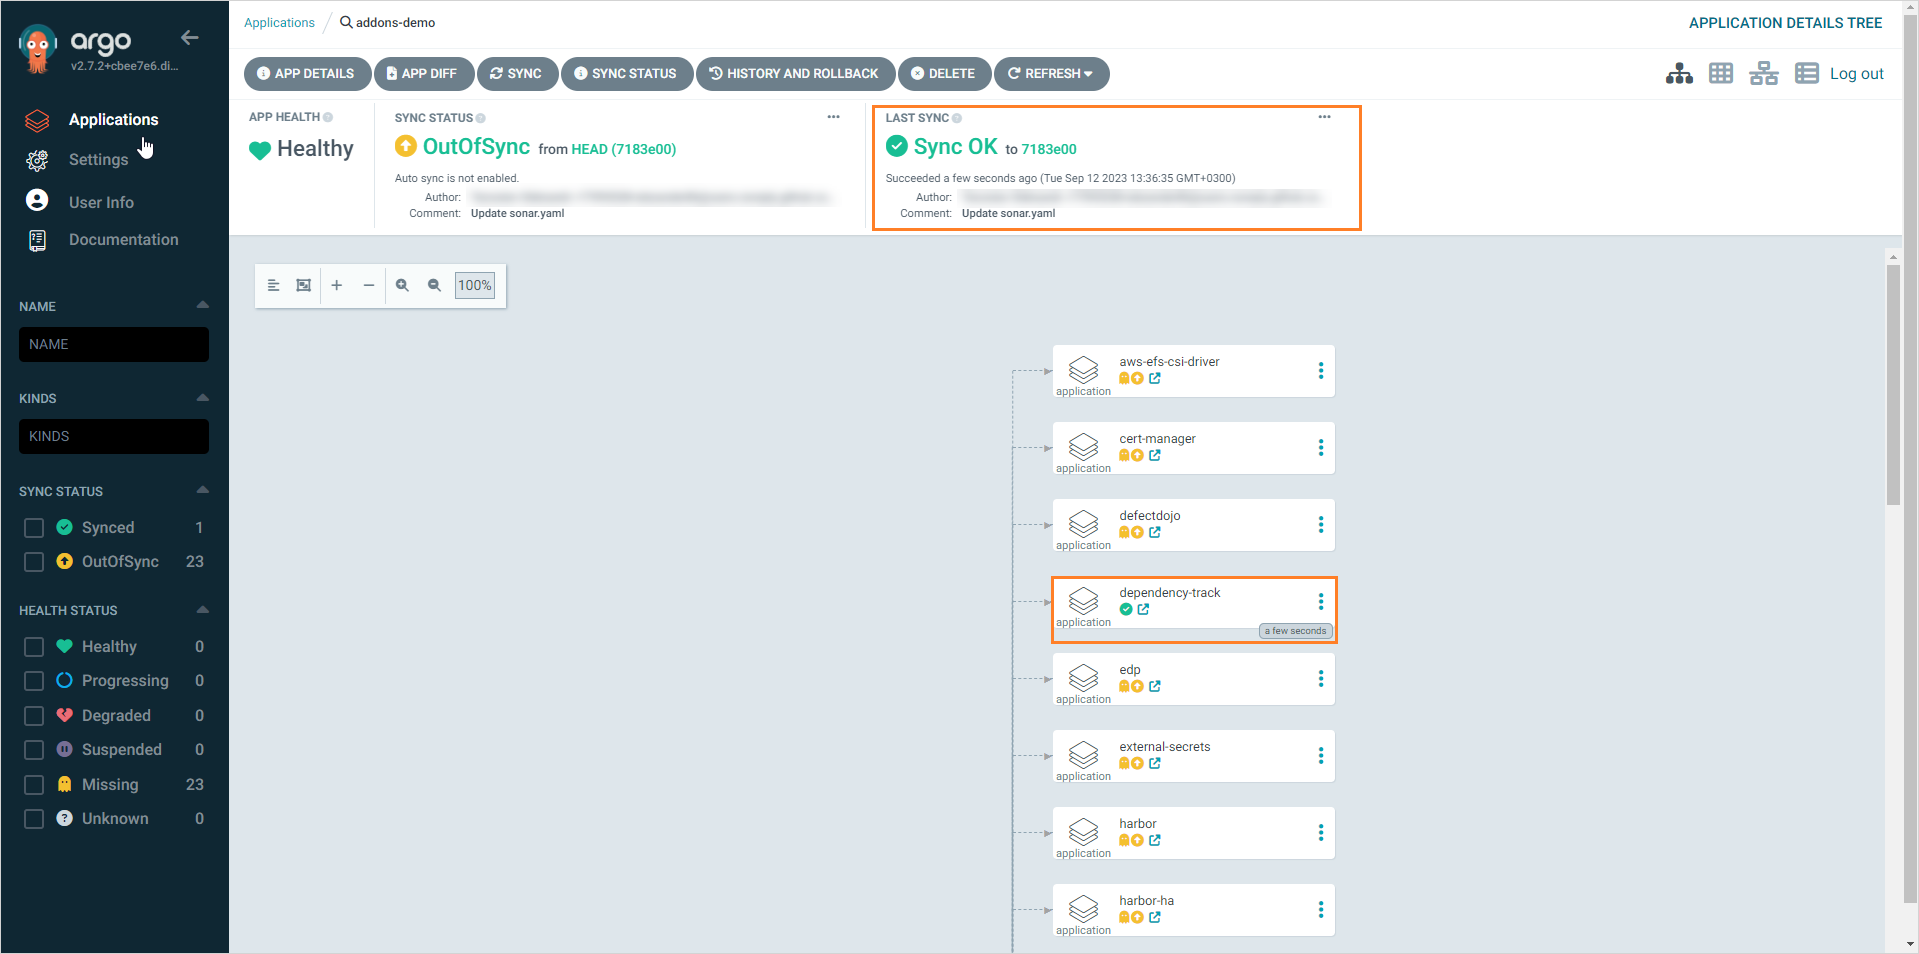 argo
v2.7.2+cbee7e6.di...
Applications
Settings
User Info
Documentation
NAME
NAME
KINDS
KINDS
SYNC STATUS
Synced 1
OutOfSync 23
HEALTH STATUS
Healthy 0
Progressing 0
Degraded 0
Suspended 0
Missing 23
Unknown 0
Applications / addons-demo
APPLICATION DETAILS TREE
APP DETAILS APP DIFF SYNC SYNC STATUS HISTORY AND ROLLBACK DELETE REFRESH
Log out
APP HEALTH
Healthy
SYNC STATUS
OutOfSync from HEAD (7183e00)
Auto sync is not enabled.
Author:
Comment: Update sonar.yaml
LAST SYNC
Sync OK to 7183e00
Succeeded a few seconds ago (Tue Sep 12 2023 13:36:35 GMT+0300)
Author:
Comment: Update sonar.yaml
100%
aws-efs-csi-driver
application
cert-manager
application
defectdojo
application
dependency-track
application
a few seconds
edp
application
external-secrets
application
harbor
application
harbor-ha
application